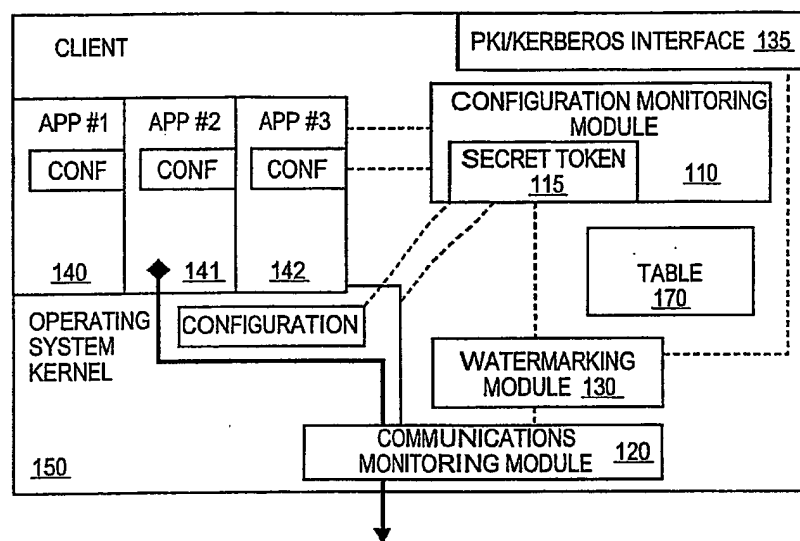 CLIENT
PKI/KERBEROS INTERFACE 135
APP #1
APP #2
APP #3
CONF
CONF
CONF
140
141
142
CONFIGURATION MONITORING
MODULE
SECRET TOKEN
115
110
TABLE
170
CONFIGURATION
OPERATING
SYSTEM
KERNEL
150
WATERMARKING
MODULE 130
COMMUNICATIONS
MONITORING MODULE
120